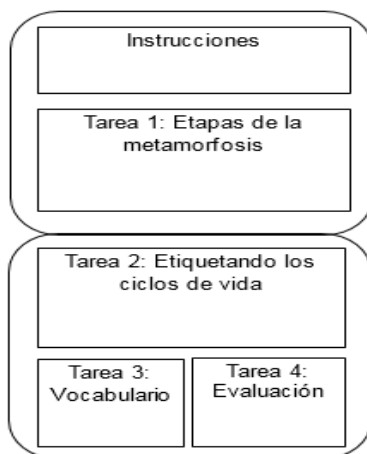 Instrucciones
Tarea 1: Etapas de la
metamorfosis
Tarea 2: Etiquetando los
ciclos de vida
Tarea 3:
Vocabulario
Tarea 4:
Evaluación